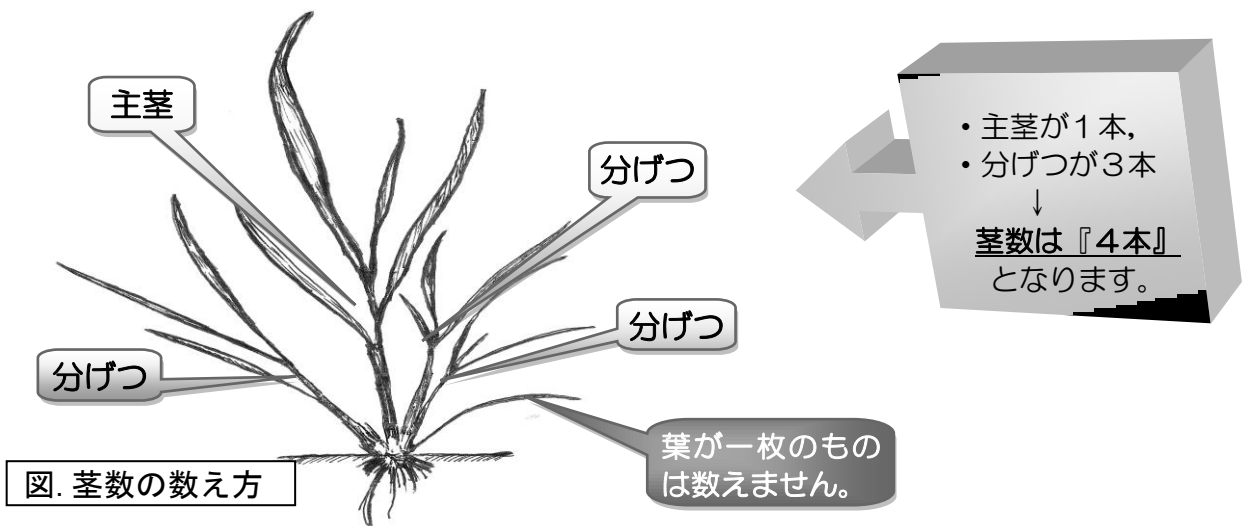 主茎
分げつ
分げつ
分げつ
葉が一枚のもの
は数えません。
図. 茎数の数え方
・主茎が１本,
・分げつが３本
↓
茎数は『４本』
となります。